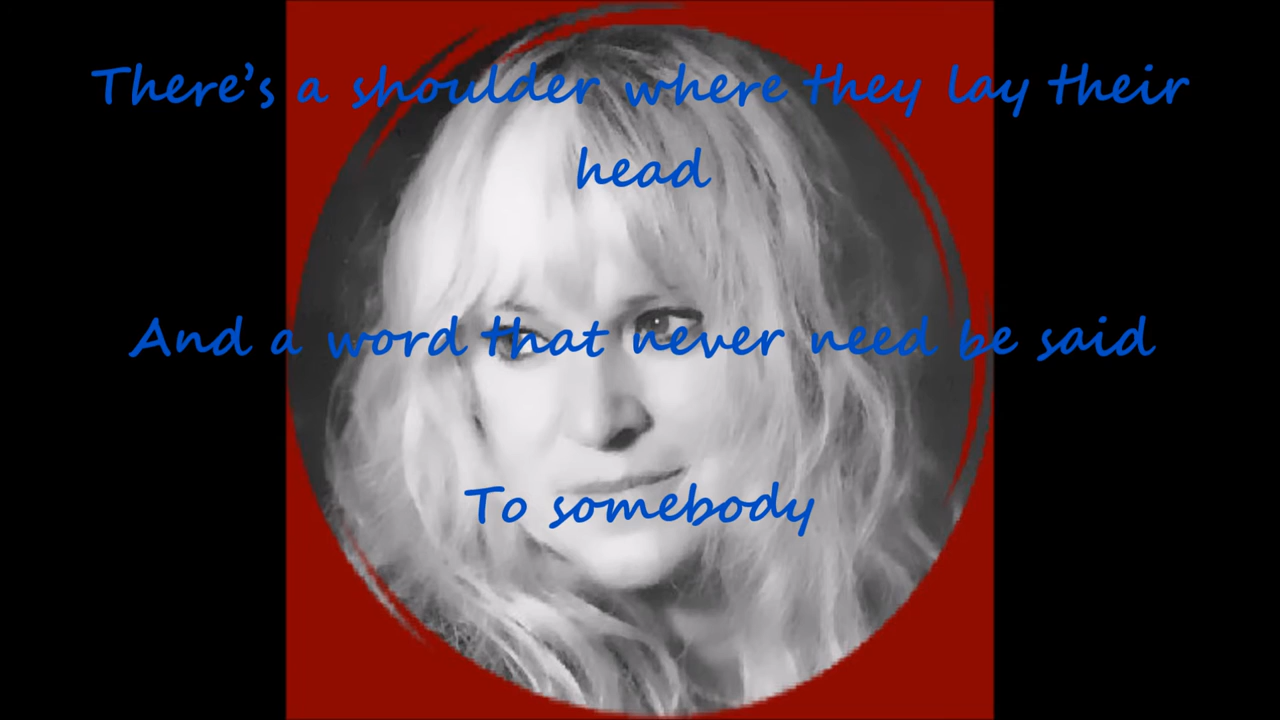 There's a shoulder where they lay their
head
And a word that never need be said
To somebody